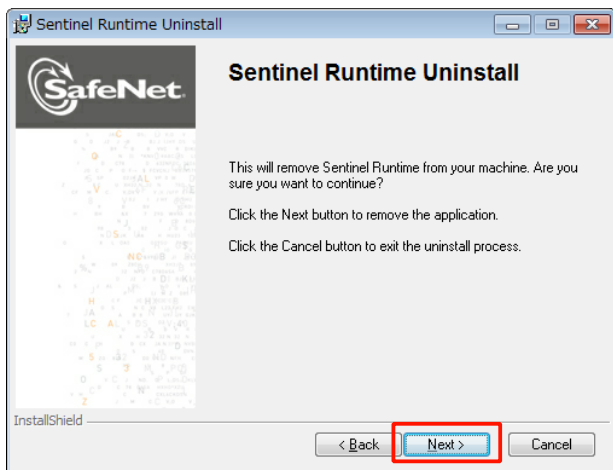 Sentinel Runtime Uninstall
SafeNet.
Sentinel Runtime Uninstall
This will remove Sentinel Runtime from your machine. Are you
sure you want to continue?
Click the Next button to remove the application.
Click the Cancel button to exit the uninstall process.
InstallShield
< Back
Next >
Cancel